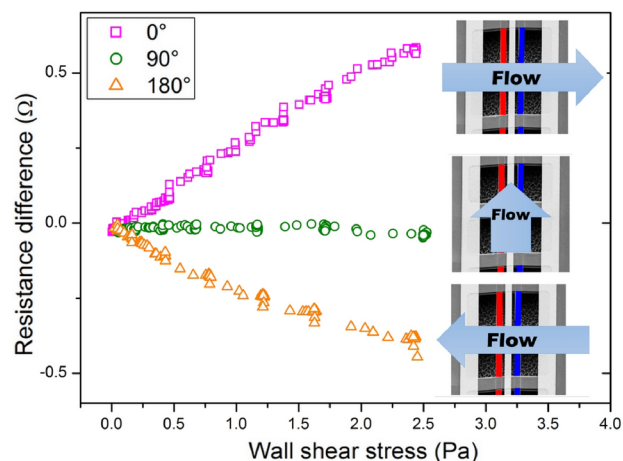 0°
90°
180°
0.5
0.0
-0.5
Resistance difference (Ω)
0.0 0.5 1.0 1.5 2.0 2.5 3.0 3.5 4.0
Wall shear stress (Pa)
Flow
Flow
Flow